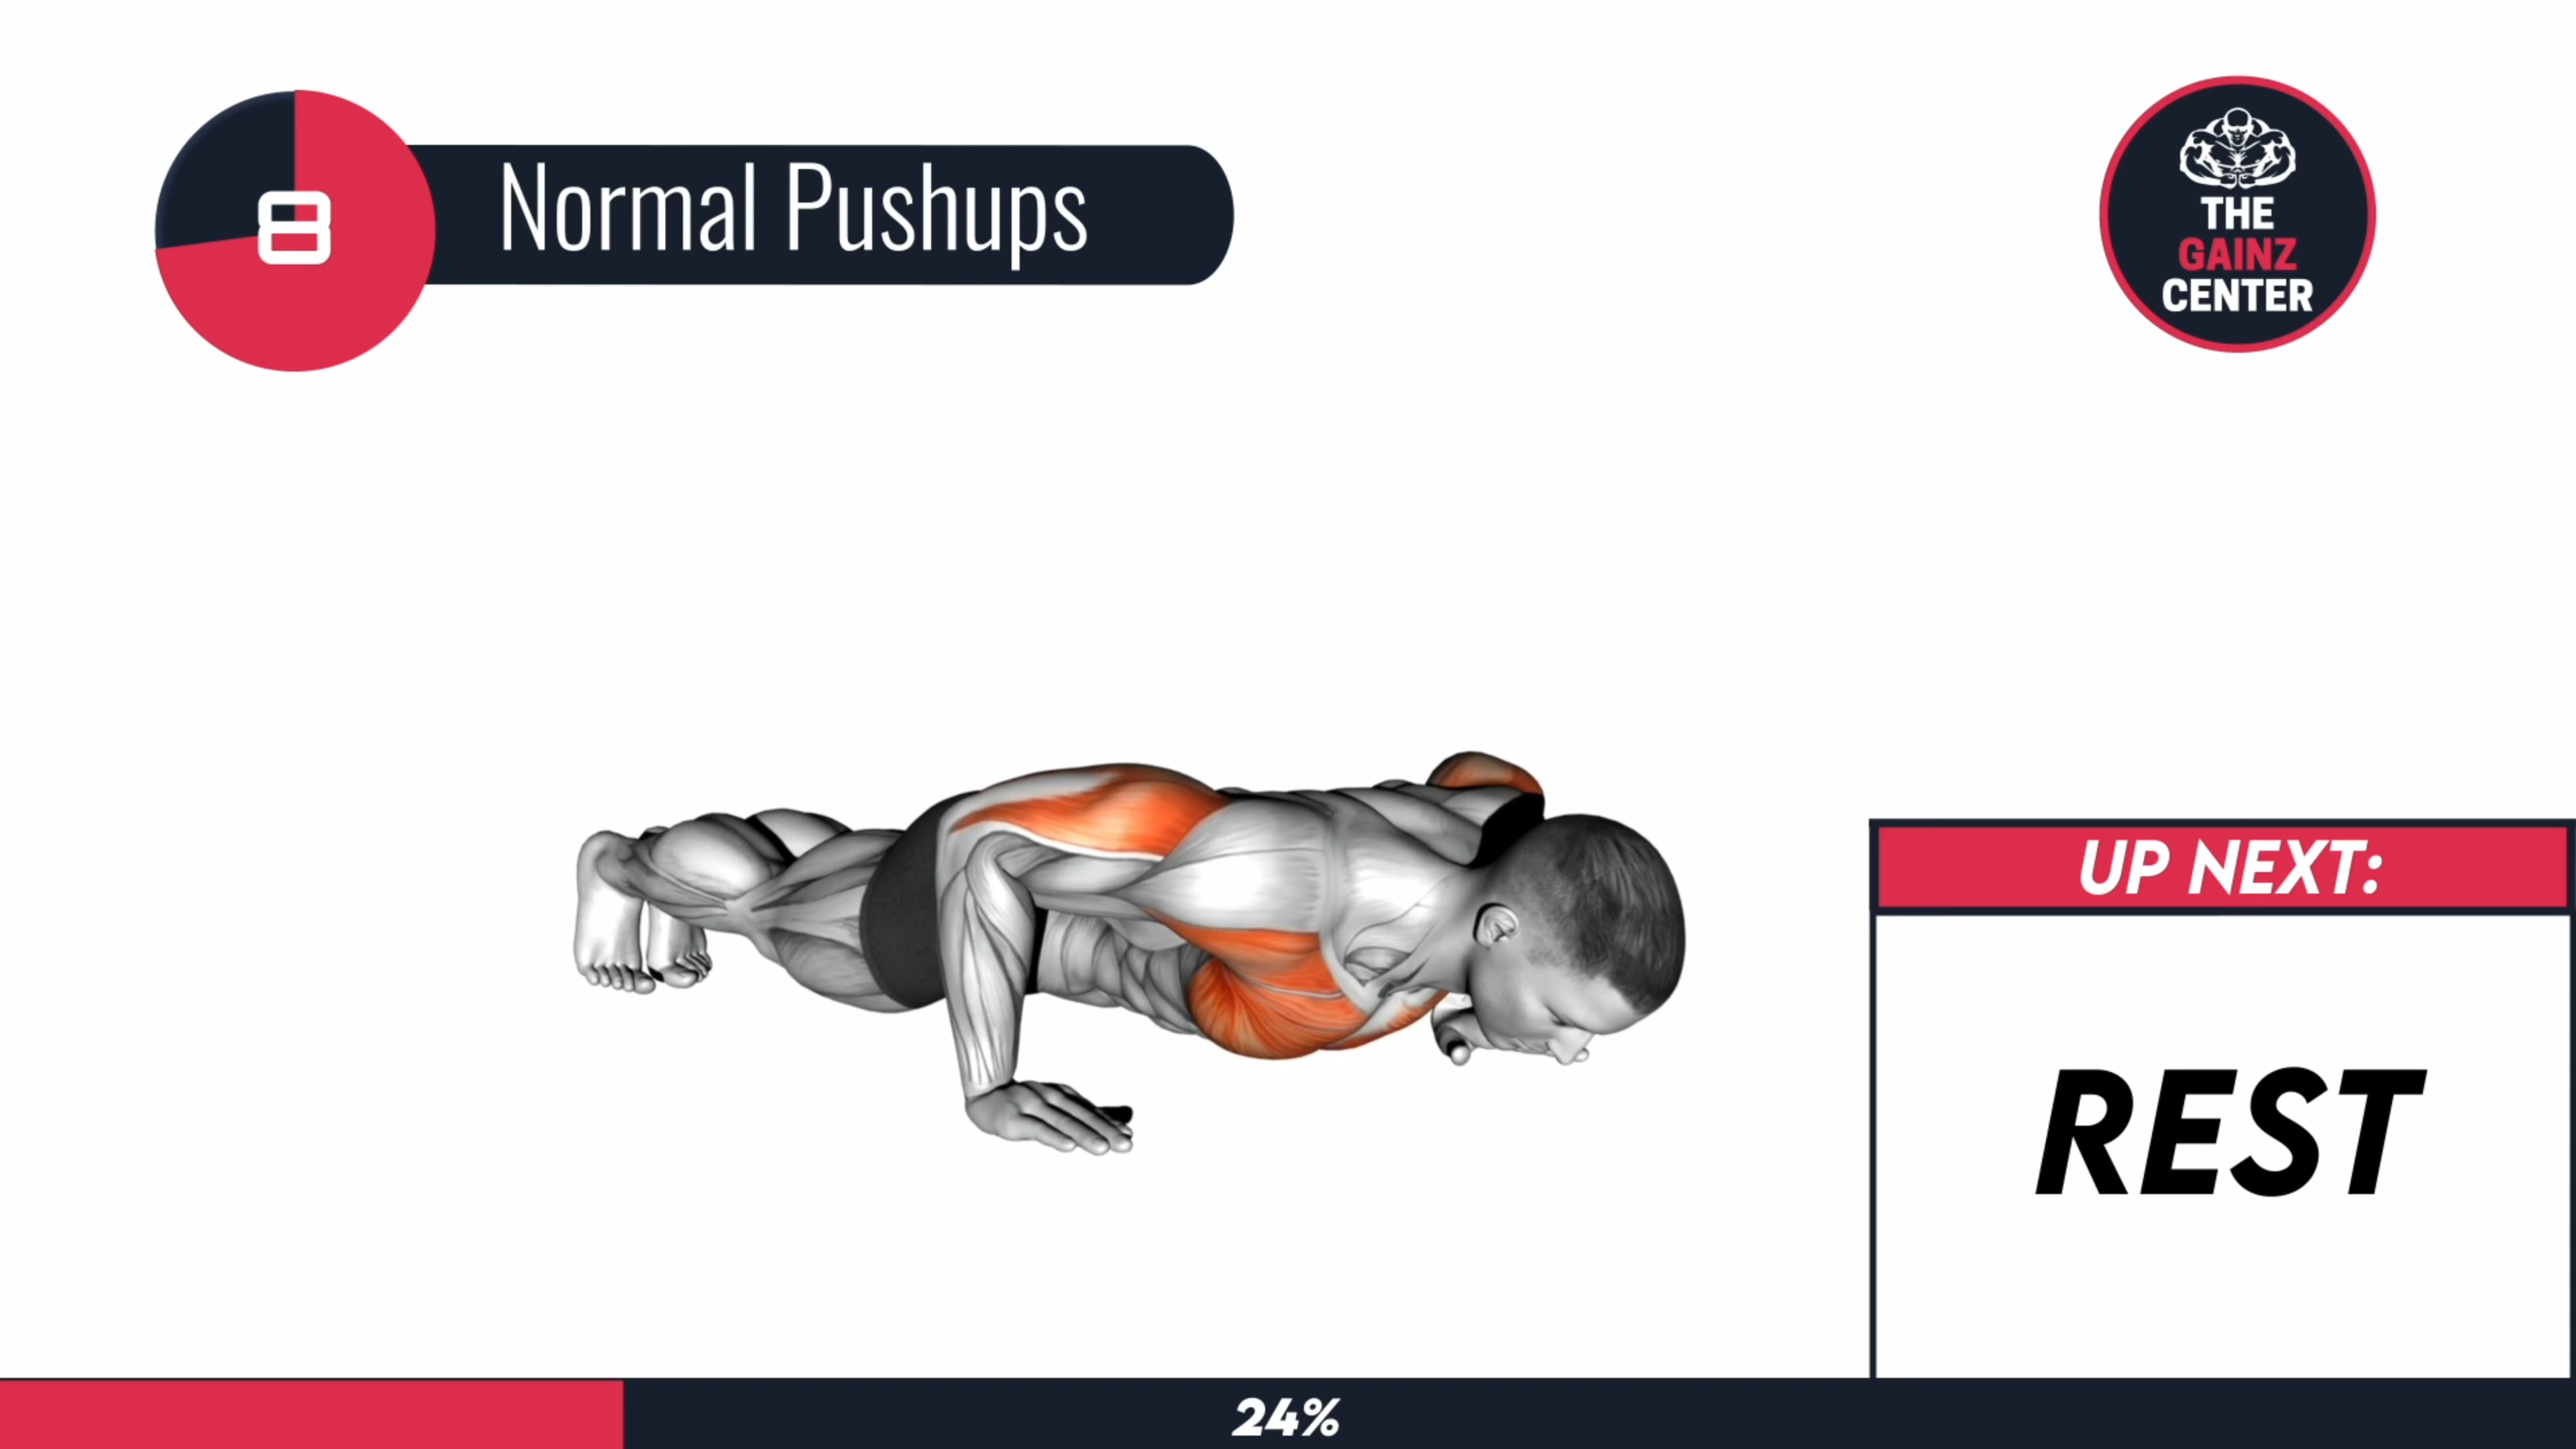 8
Normal Pushups
THE
GAINZ
CENTER
UP NEXT:
REST
24%